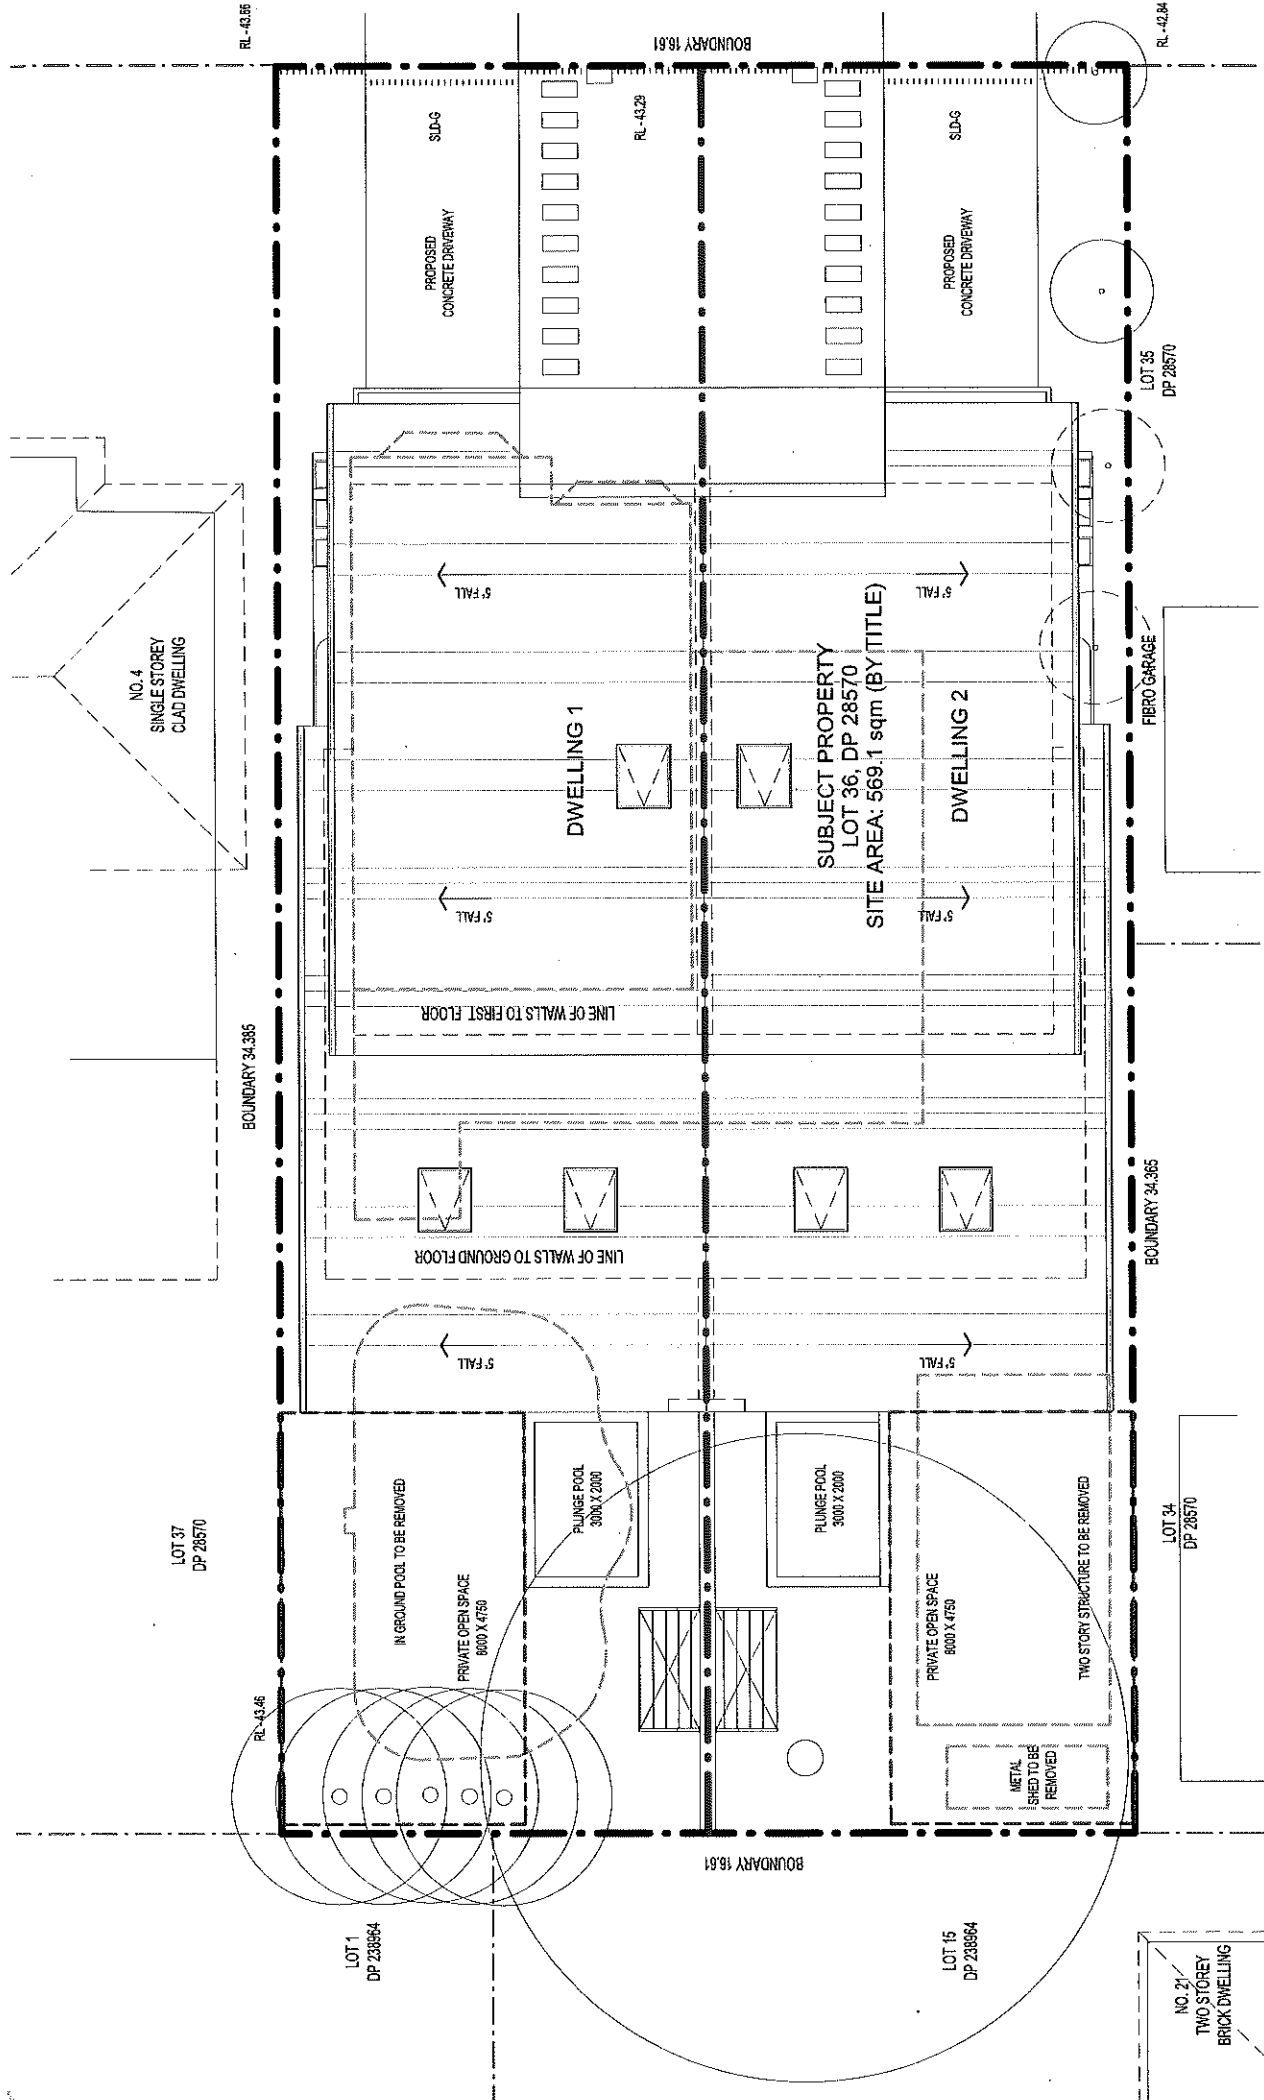 RL - 43.86
BOUNDARY 16.61
RL - 42.84
SLD-G
RL - 43.29
SLD-G
PROPOSED
CONCRETE DRIVEWAY
PROPOSED
CONCRETE DRIVEWAY
LOT 35
DP 28570
NO. 4
SINGLE STOREY
CLAD DWELLING
5° FALL
5° FALL
FIBRO GARAGE
DWELLING 1
SUBJECT PROPERTY
LOT 36, DP 28570
SITE AREA: 569.1 sqm (BY TITLE)
DWELLING 2
5° FALL
5° FALL
LINE OF WALLS TO FIRST FLOOR
BOUNDARY 34.385
BOUNDARY 34.365
LINE OF WALLS TO GROUND FLOOR
5° FALL
5° FALL
LOT 37
DP 28570
IN GROUND POOL TO BE REMOVED
PLUNGE POOL
3000 X 2000
PLUNGE POOL
3000 X 2000
TWO STORY STRUCTURE TO BE REMOVED
LOT 34
DP 28570
PRIVATE OPEN SPACE
8000 X 4750
PRIVATE OPEN SPACE
8000 X 4750
RL - 43.46
METAL
SHED TO BE
REMOVED
BOUNDARY 16.61
LOT 1
DP 238964
LOT 15
DP 238964
NO. 21
TWO STOREY
BRICK DWELLING